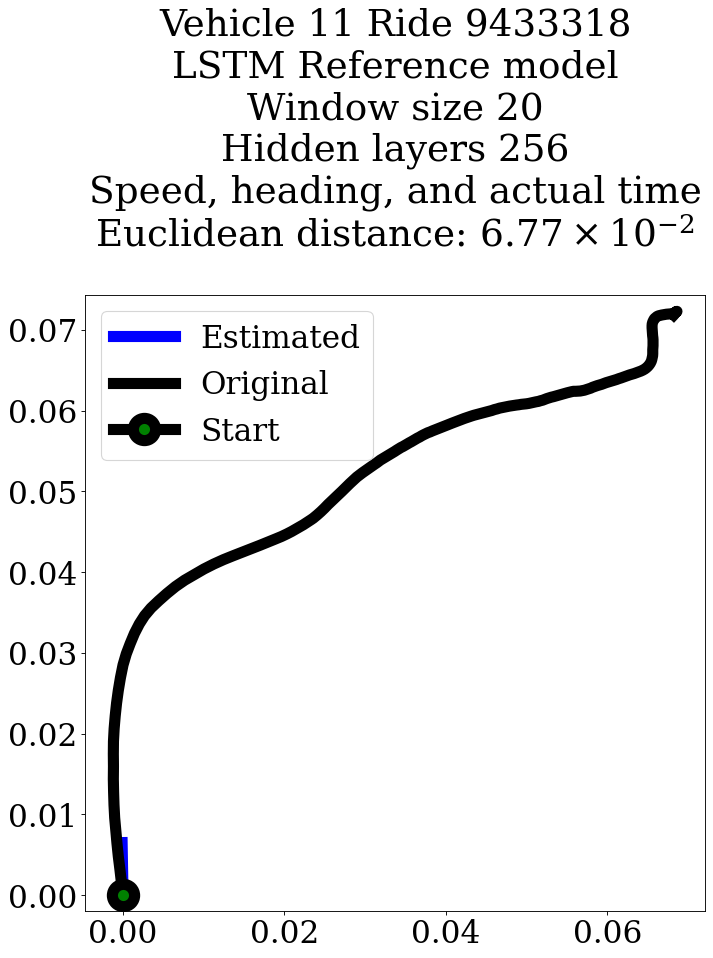 Vehicle 11 Ride 9433318
LSTM Reference model
Window size 20
Hidden layers 256
Speed, heading, and actual time
Euclidean distance: 6.77 × 10⁻²
Estimated
Original
Start
0.07
0.06
0.05
0.04
0.03
0.02
0.01
0.00
0.00 0.02 0.04 0.06